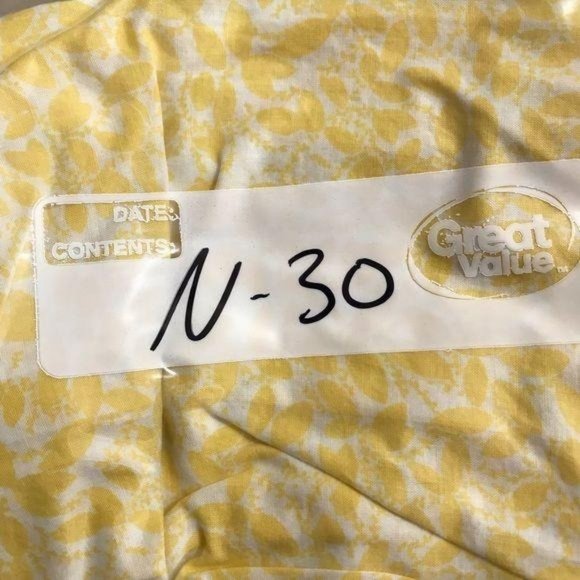 DATE:
CONTENTS:
Great
Value
N-30